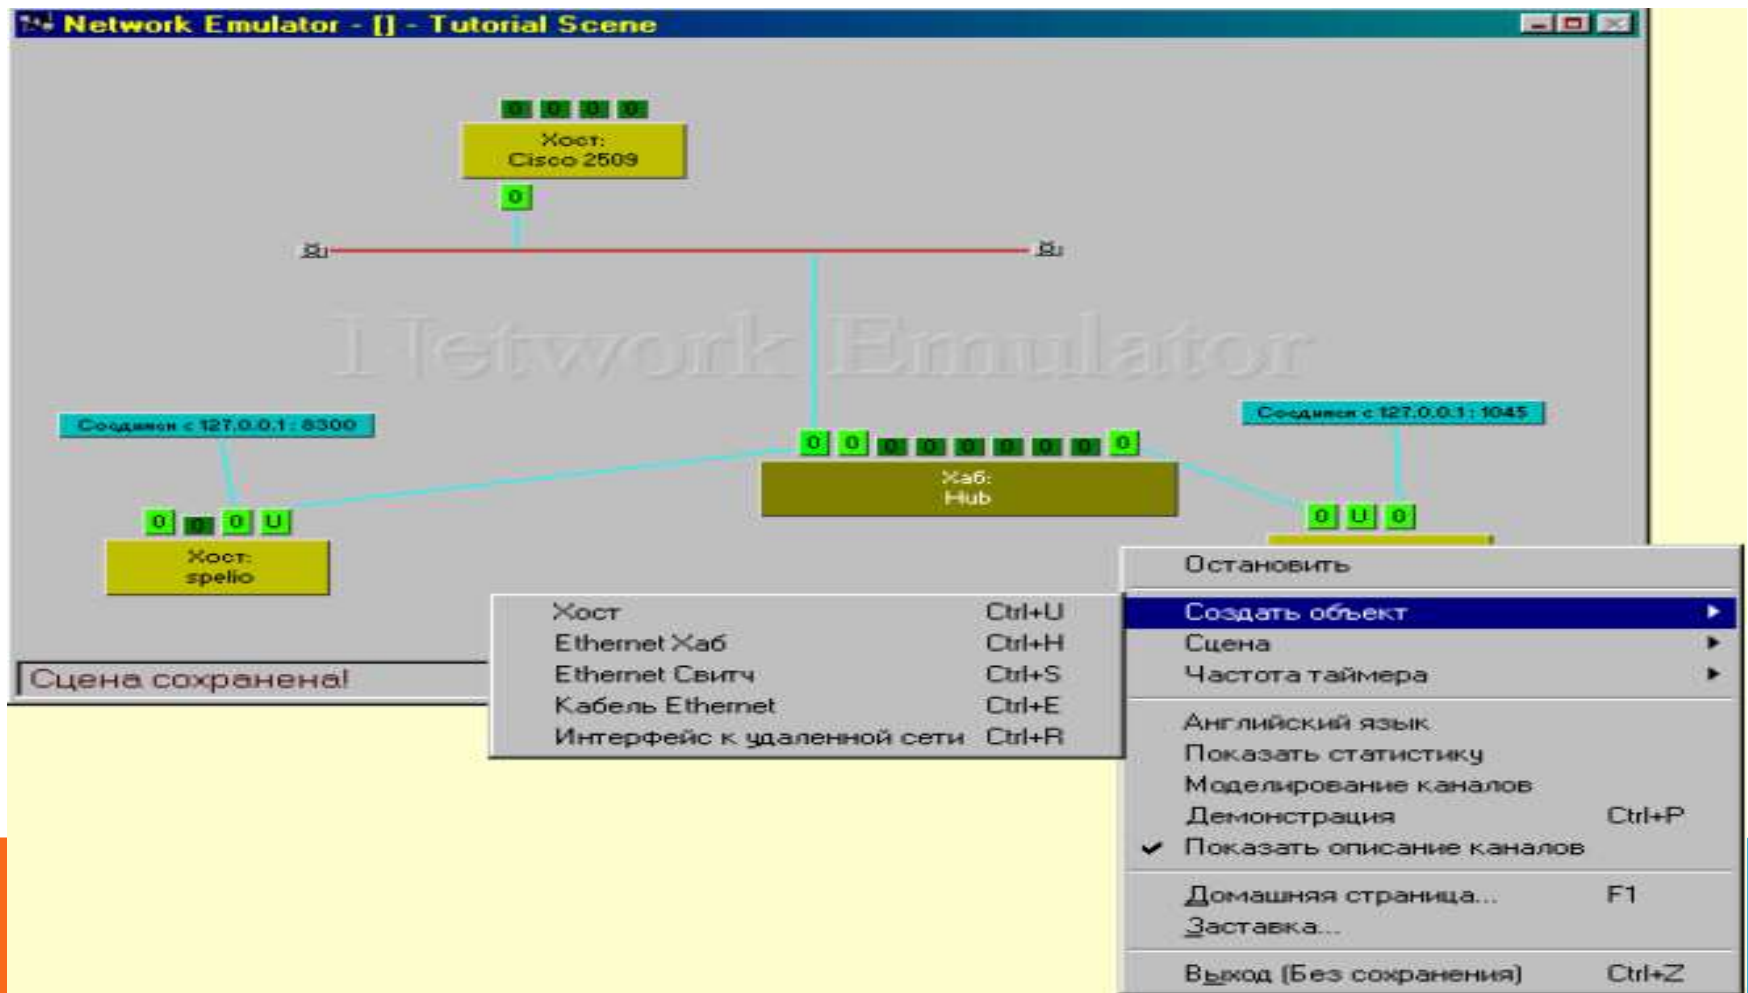 Network Emulator - [] - Tutorial Scene
0 0 0 0
Хост:
Cisco 2509
0
Network Emulator
Соединен с 127.0.0.1 : 8300
Соединен с 127.0.0.1 : 1045
0 0 0 0 0 0 0 0 0
Хаб:
Hub
0 0 0 U
Хост:
spelio
0 U 0
Сцена сохранена!
Хост Ctrl+U
Ethernet Хаб Ctrl+H
Ethernet Свитч Ctrl+S
Кабель Ethernet Ctrl+E
Интерфейс к удаленной сети Ctrl+R
Остановить
Создать объект
Сцена
Частота таймера
Английский язык
Показать статистику
Моделирование каналов
Демонстрация Ctrl+P
Показать описание каналов
Домашняя страница... F1
Заставка...
Выход (Без сохранения) Ctrl+Z